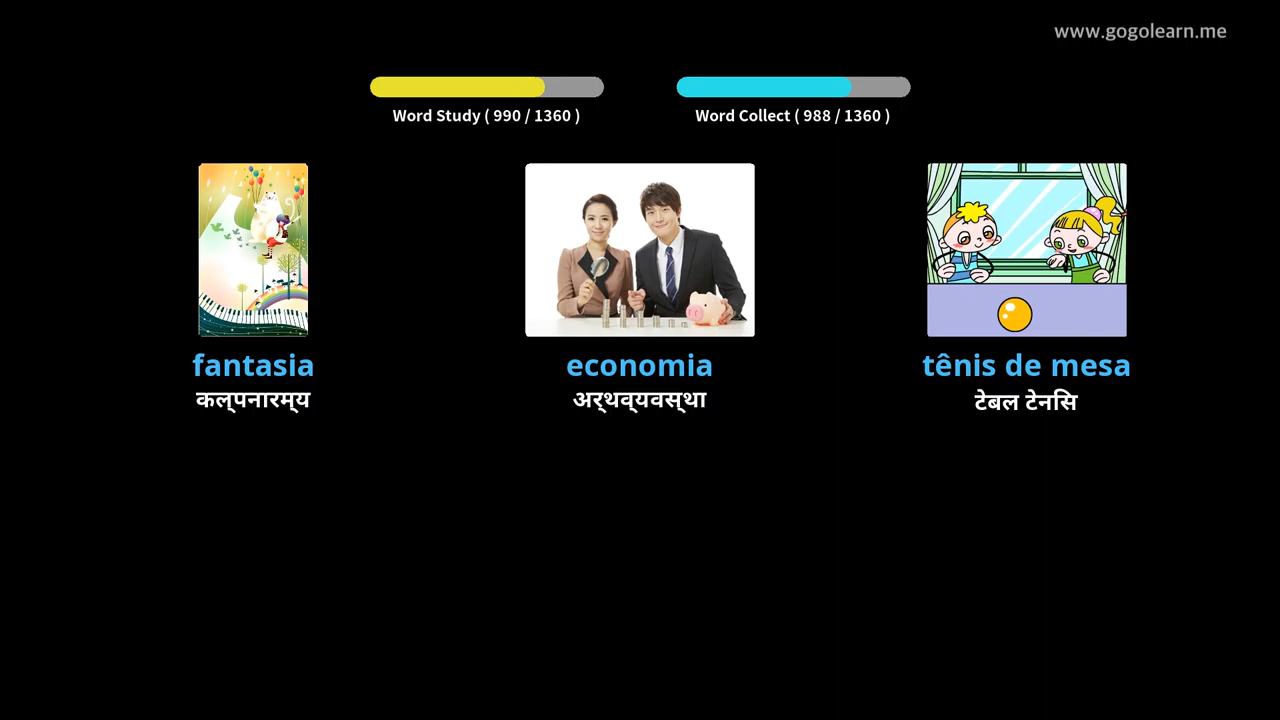 www.gogolearn.me
Word Study ( 990 / 1360 )
Word Collect ( 988 / 1360 )
fantasia
economia
tênis de mesa
कल्पनारम्य
अर्थव्यवस्था
टेबल टेनसि